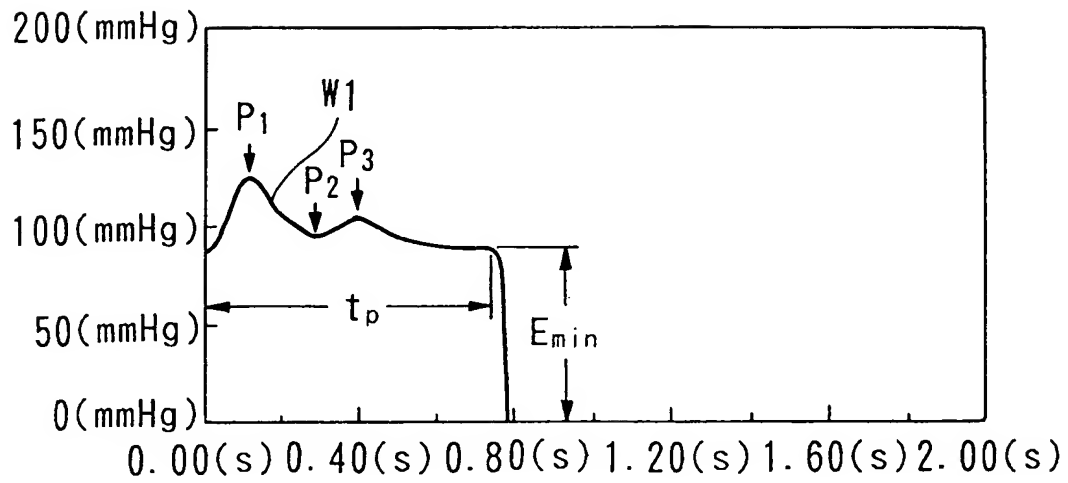 200(mmHg)
W1
150(mmHg)
P1
P3
P2
100(mmHg)
tp
50(mmHg)
Emin
0(mmHg)
0.00(s) 0.40(s) 0.80(s) 1.20(s) 1.60(s) 2.00(s)